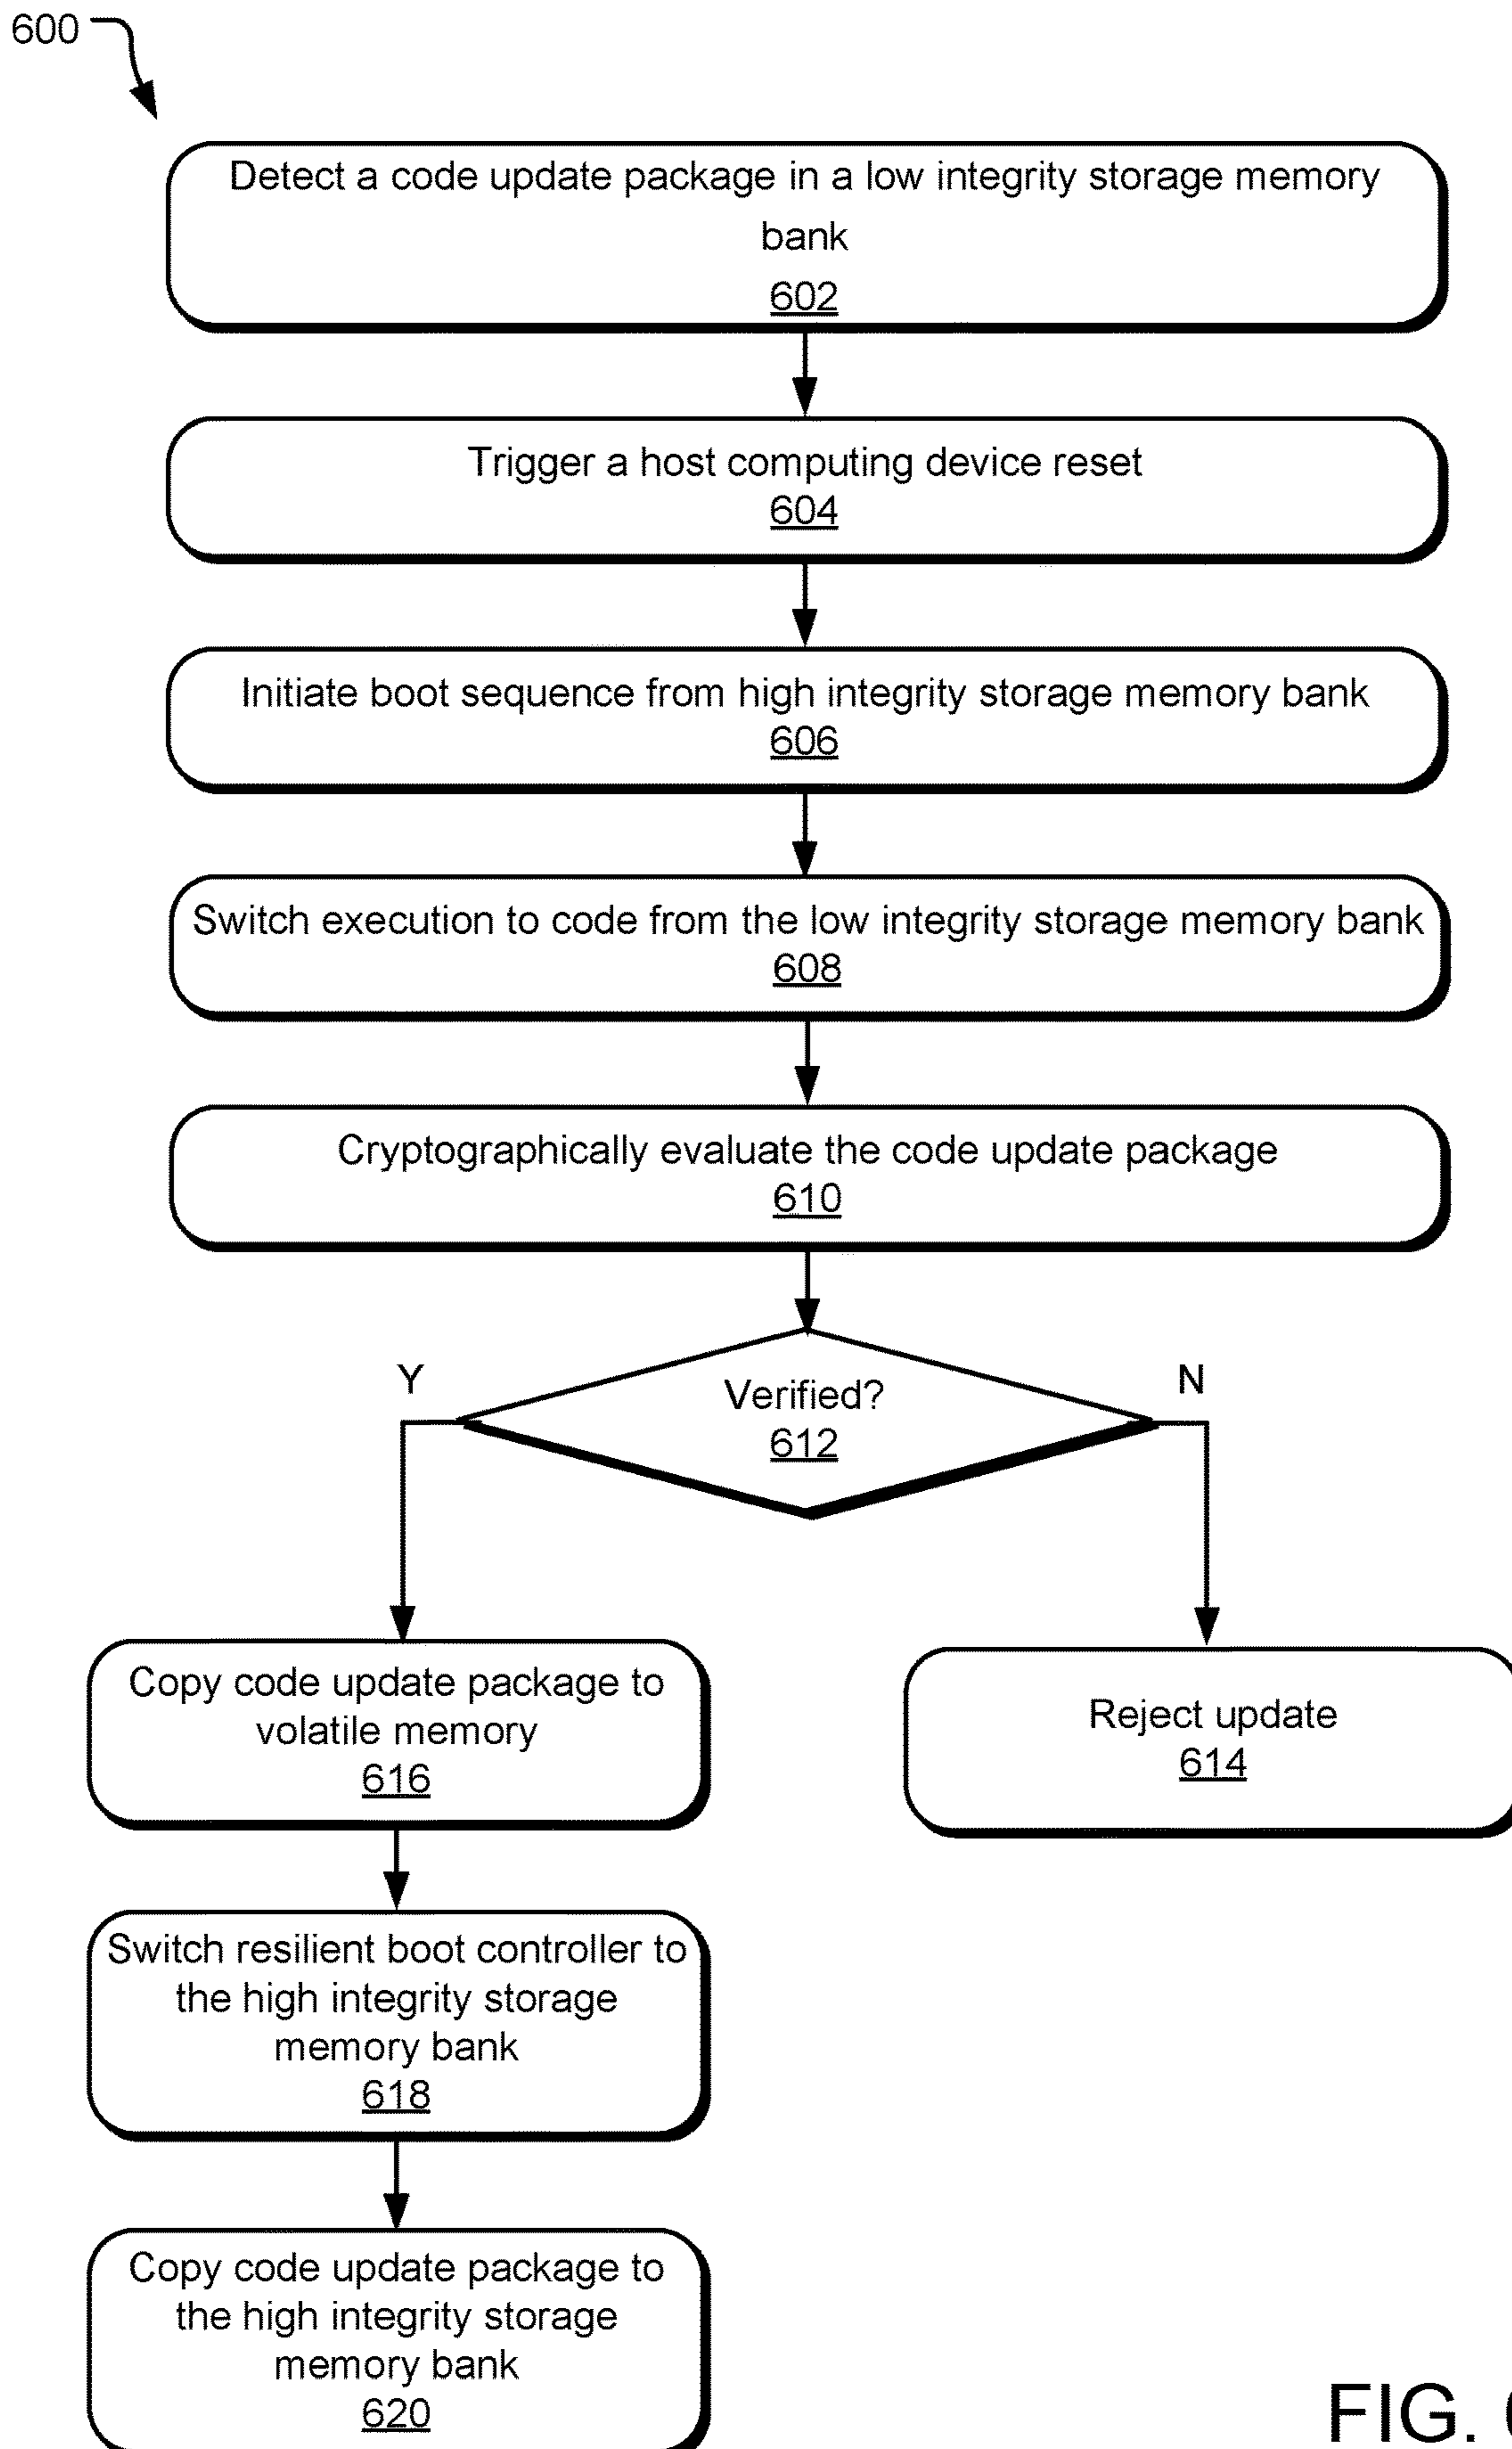 600
Detect a code update package in a low integrity storage memory
bank
602
Trigger a host computing device reset
604
Initiate boot sequence from high integrity storage memory bank
606
Switch execution to code from the low integrity storage memory bank
608
Cryptographically evaluate the code update package
610
Y
N
Verified?
612
Copy code update package to
volatile memory
616
Reject update
614
Switch resilient boot controller to
the high integrity storage
memory bank
618
Copy code update package to
the high integrity storage
memory bank
620
FIG.